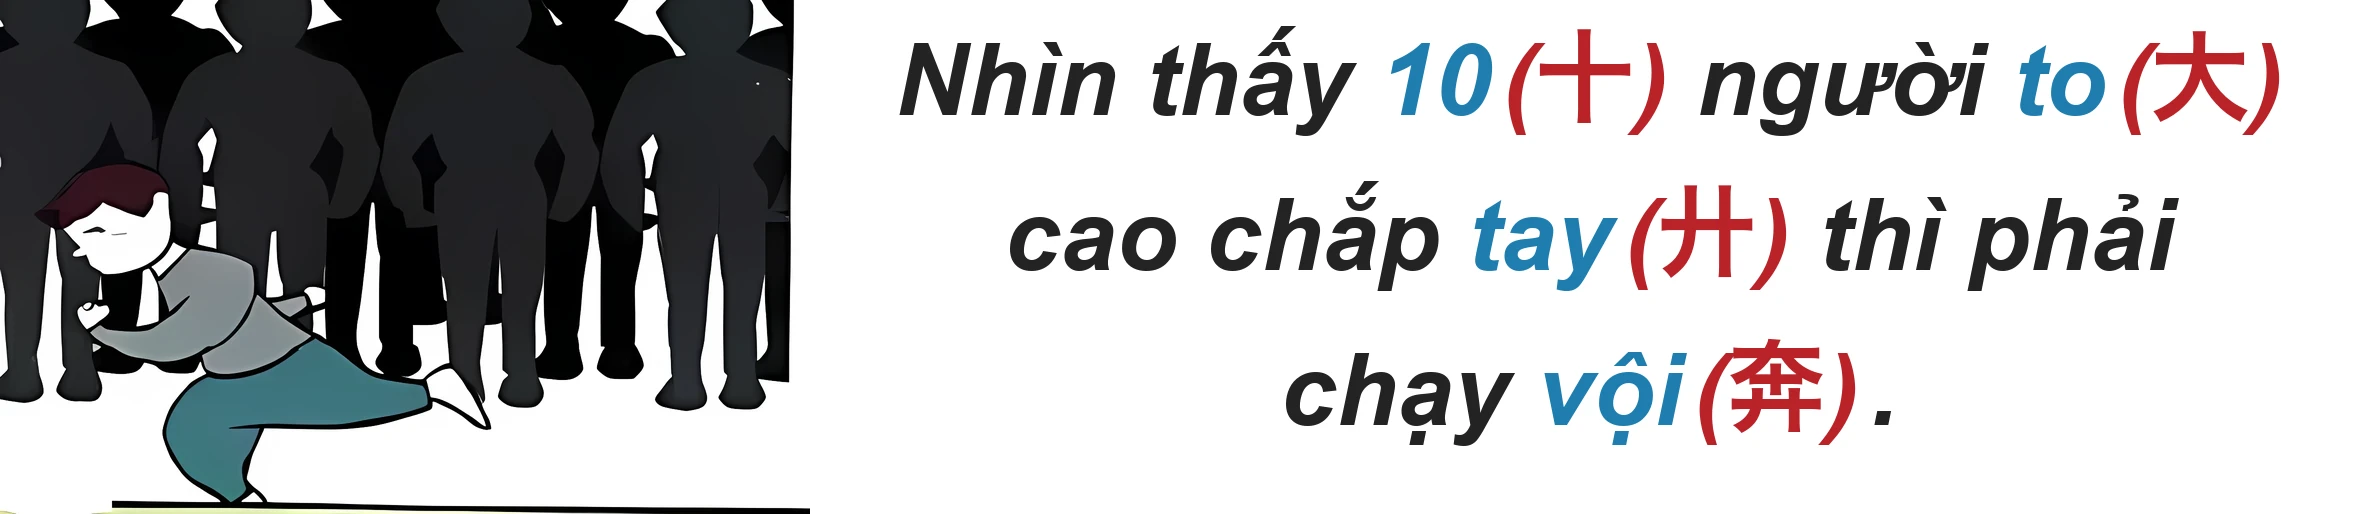 Nhìn thấy 10(十) người to(大)
cao chắp tay(廾) thì phải
chạy vội(奔).